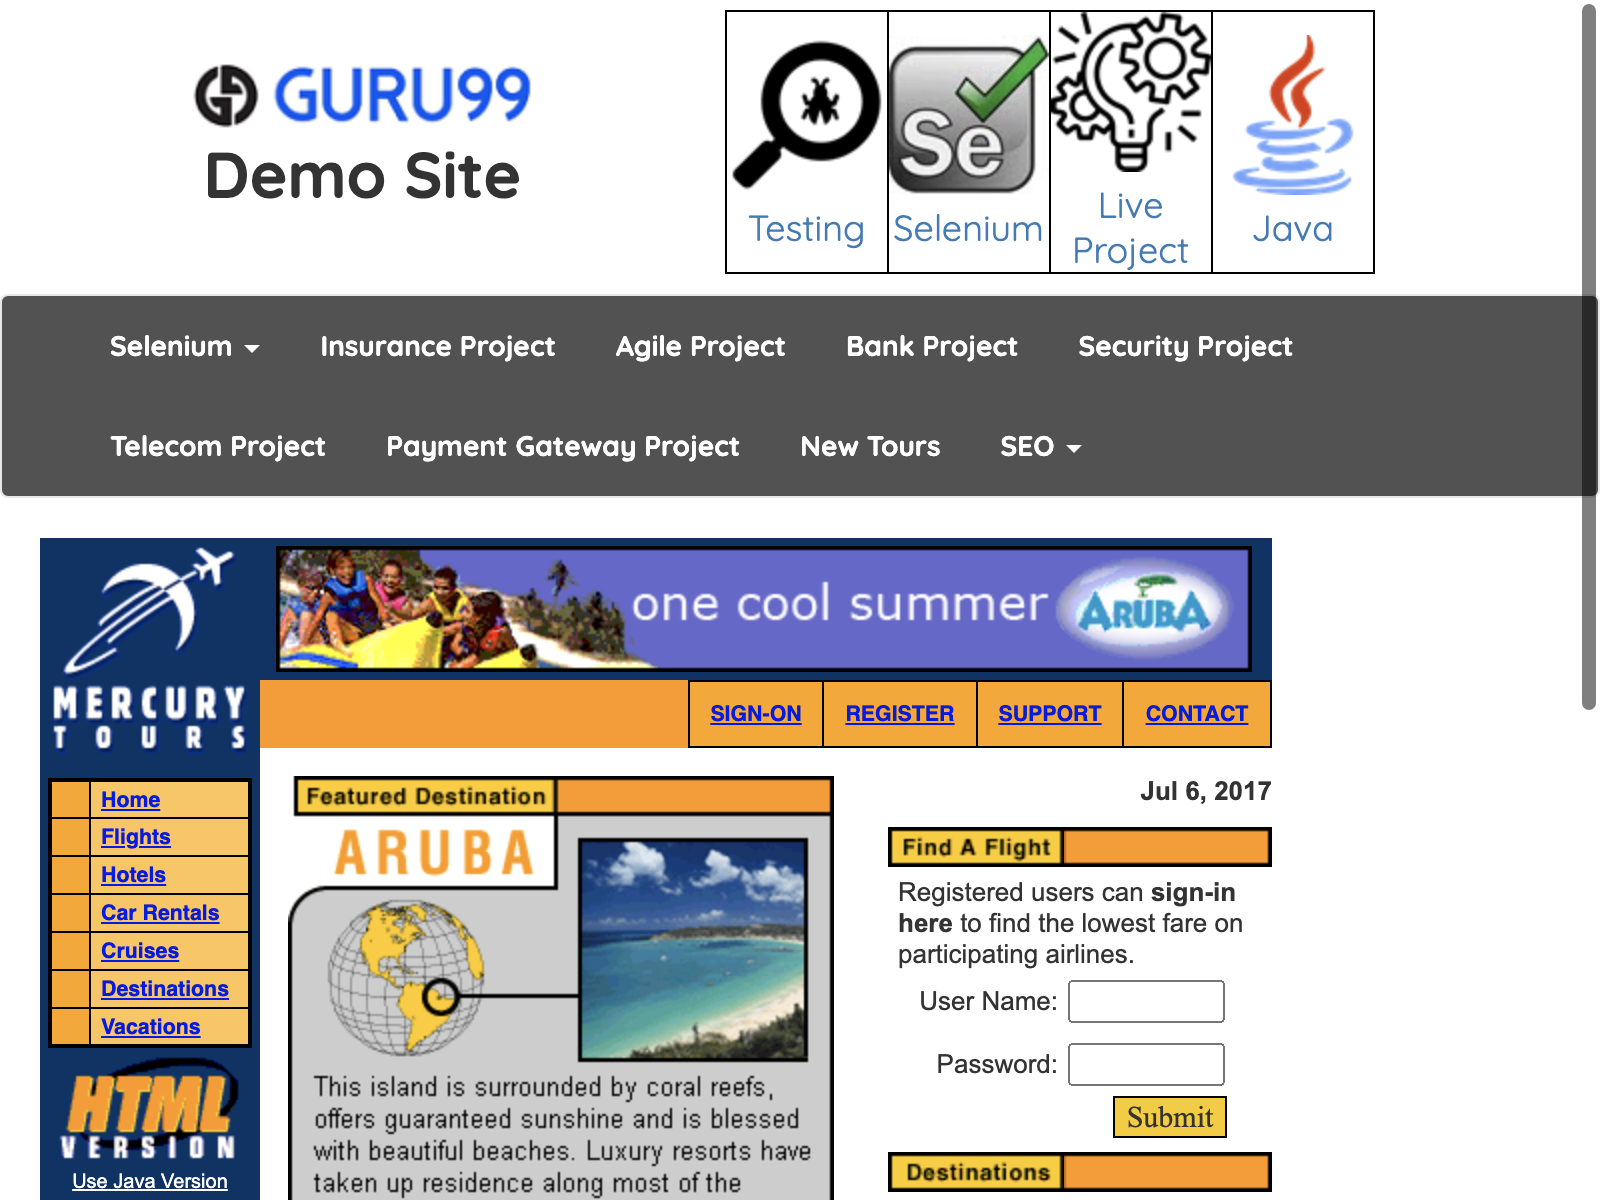 GURU99
Demo Site
Testing
Selenium
Live
Project
Java
Se
Selenium
Insurance Project
Agile Project
Bank Project
Security Project
Telecom Project
Payment Gateway Project
New Tours
SEO
MERCURY
TOURS
one cool summer
ARUBA
SIGN-ON
REGISTER
SUPPORT
CONTACT
Home
Flights
Hotels
Car Rentals
Cruises
Destinations
Vacations
HTML
VERSION
Use Java Version
Featured Destination
ARUBA
This island is surrounded by coral reefs,
offers guaranteed sunshine and is blessed
with beautiful beaches. Luxury resorts have
taken up residence along most of the
Jul 6, 2017
Find A Flight
Registered users can sign-in
here to find the lowest fare on
participating airlines.
User Name:
Password:
Submit
Destinations